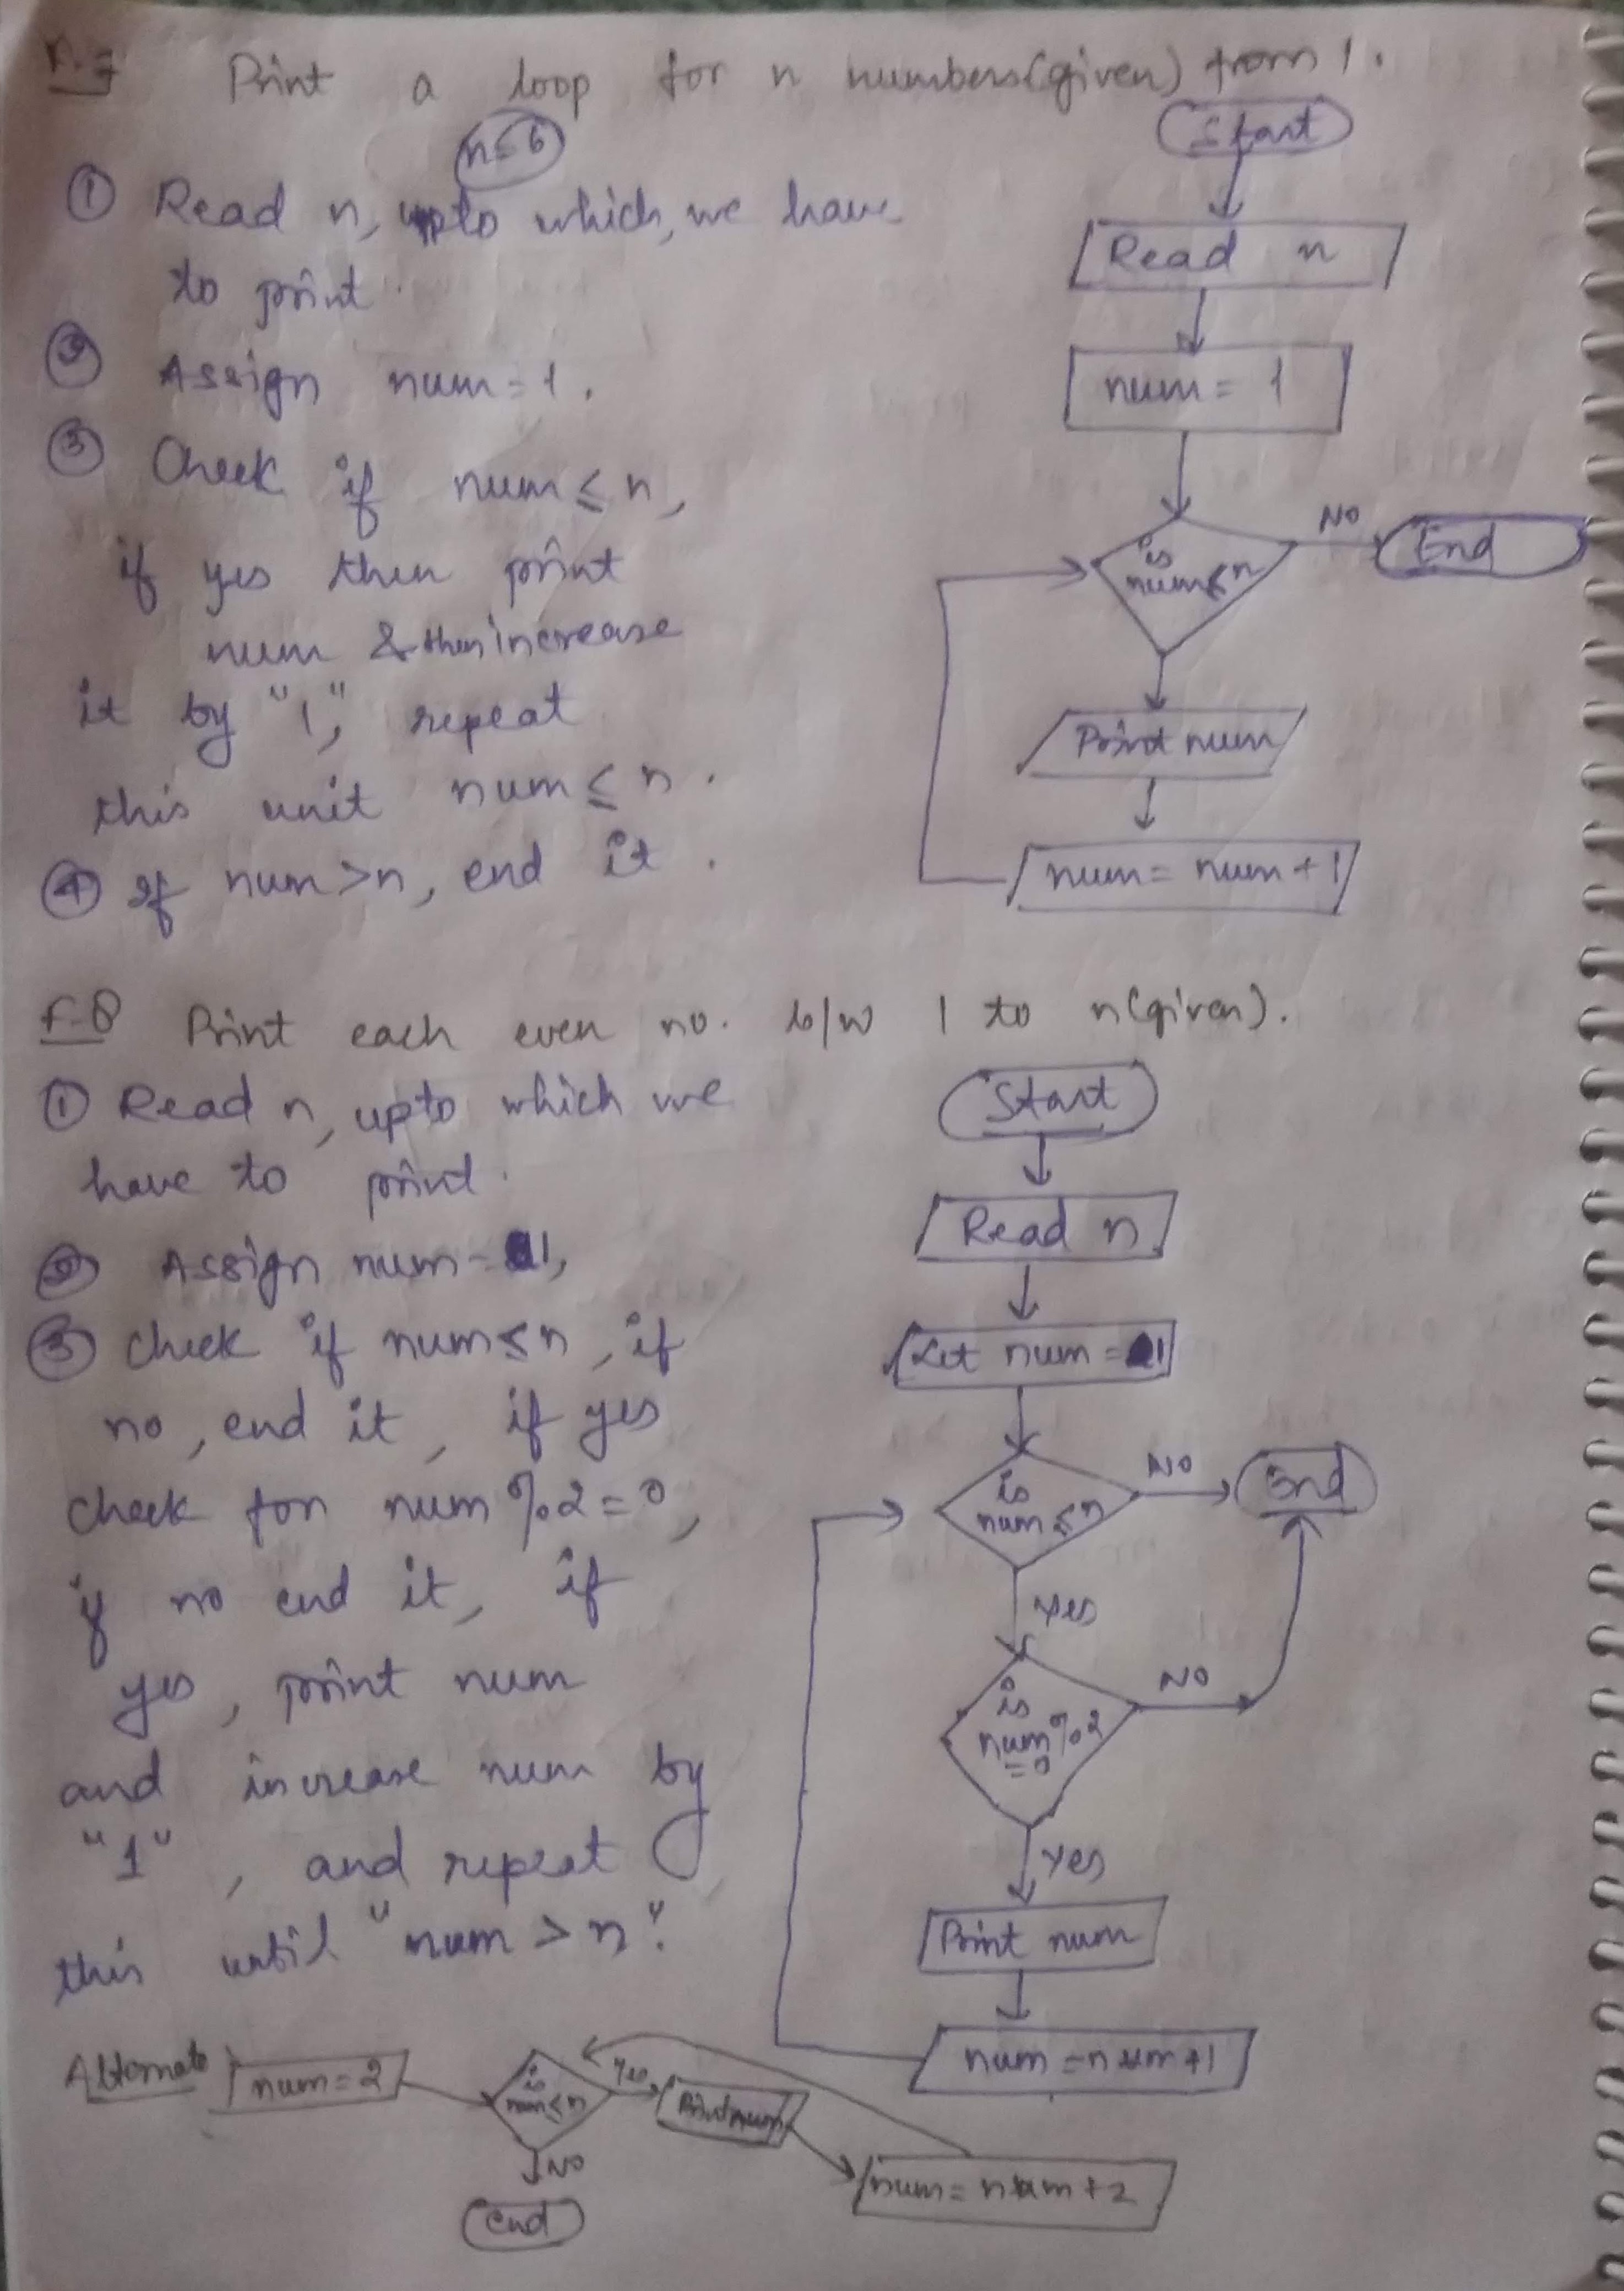 Print a loop for n numbers(given) from 1.
n=6
① Read n, upto which, we have
to print.
② Assign num=1.
③ Check if num≤n,
if yes then print
num & then increase
it by "1", repeat
this unit num≤n.
④ If num>n, end it.
Start
Read n
num = 1
is
num≤n
NO
End
Print num
num = num+1
F-8 Print each even no. b/w 1 to n(given).
① Read n, upto which we
have to print.
② Assign num=1,
③ Check if num≤n, if
no, end it, if yes
check for num%2=0,
if no end it, if
yes, print num
and increase num by
"1", and repeat
this until "num > n".
Start
Read n
Let num = 1
is
num≤n
NO
End
Yes
is
num%2
=0
NO
Yes
Print num
num = num+1
Alternate
num=2
is
num≤n
Yes
Print num
NO
end
num = num+2